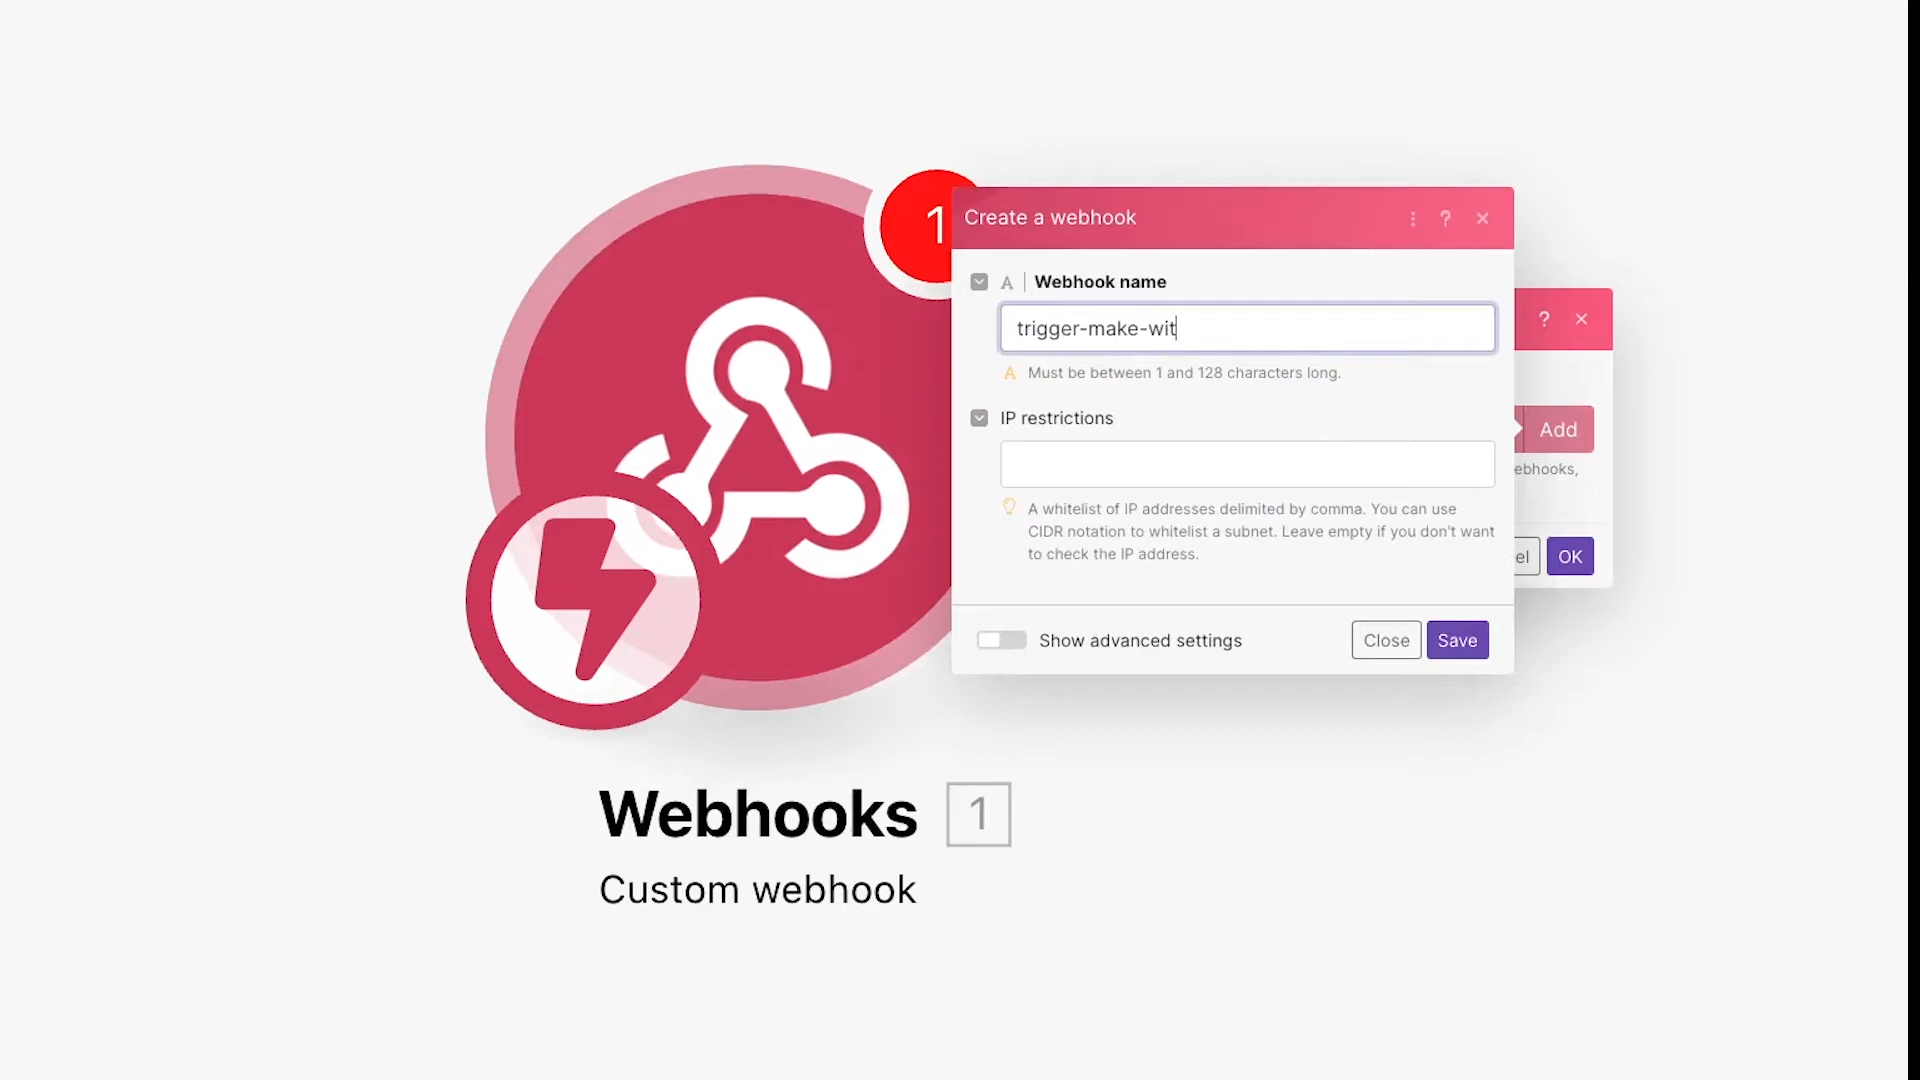 1
Create a webhook
?
A
Webhook name
trigger-make-wit
A
Must be between 1 and 128 characters long.
IP restrictions
A whitelist of IP addresses delimited by comma. You can use
CIDR notation to whitelist a subnet. Leave empty if you don't want
to check the IP address.
Show advanced settings
Close
Save
?
Add
ebhooks,
el
OK
Webhooks
1
Custom webhook